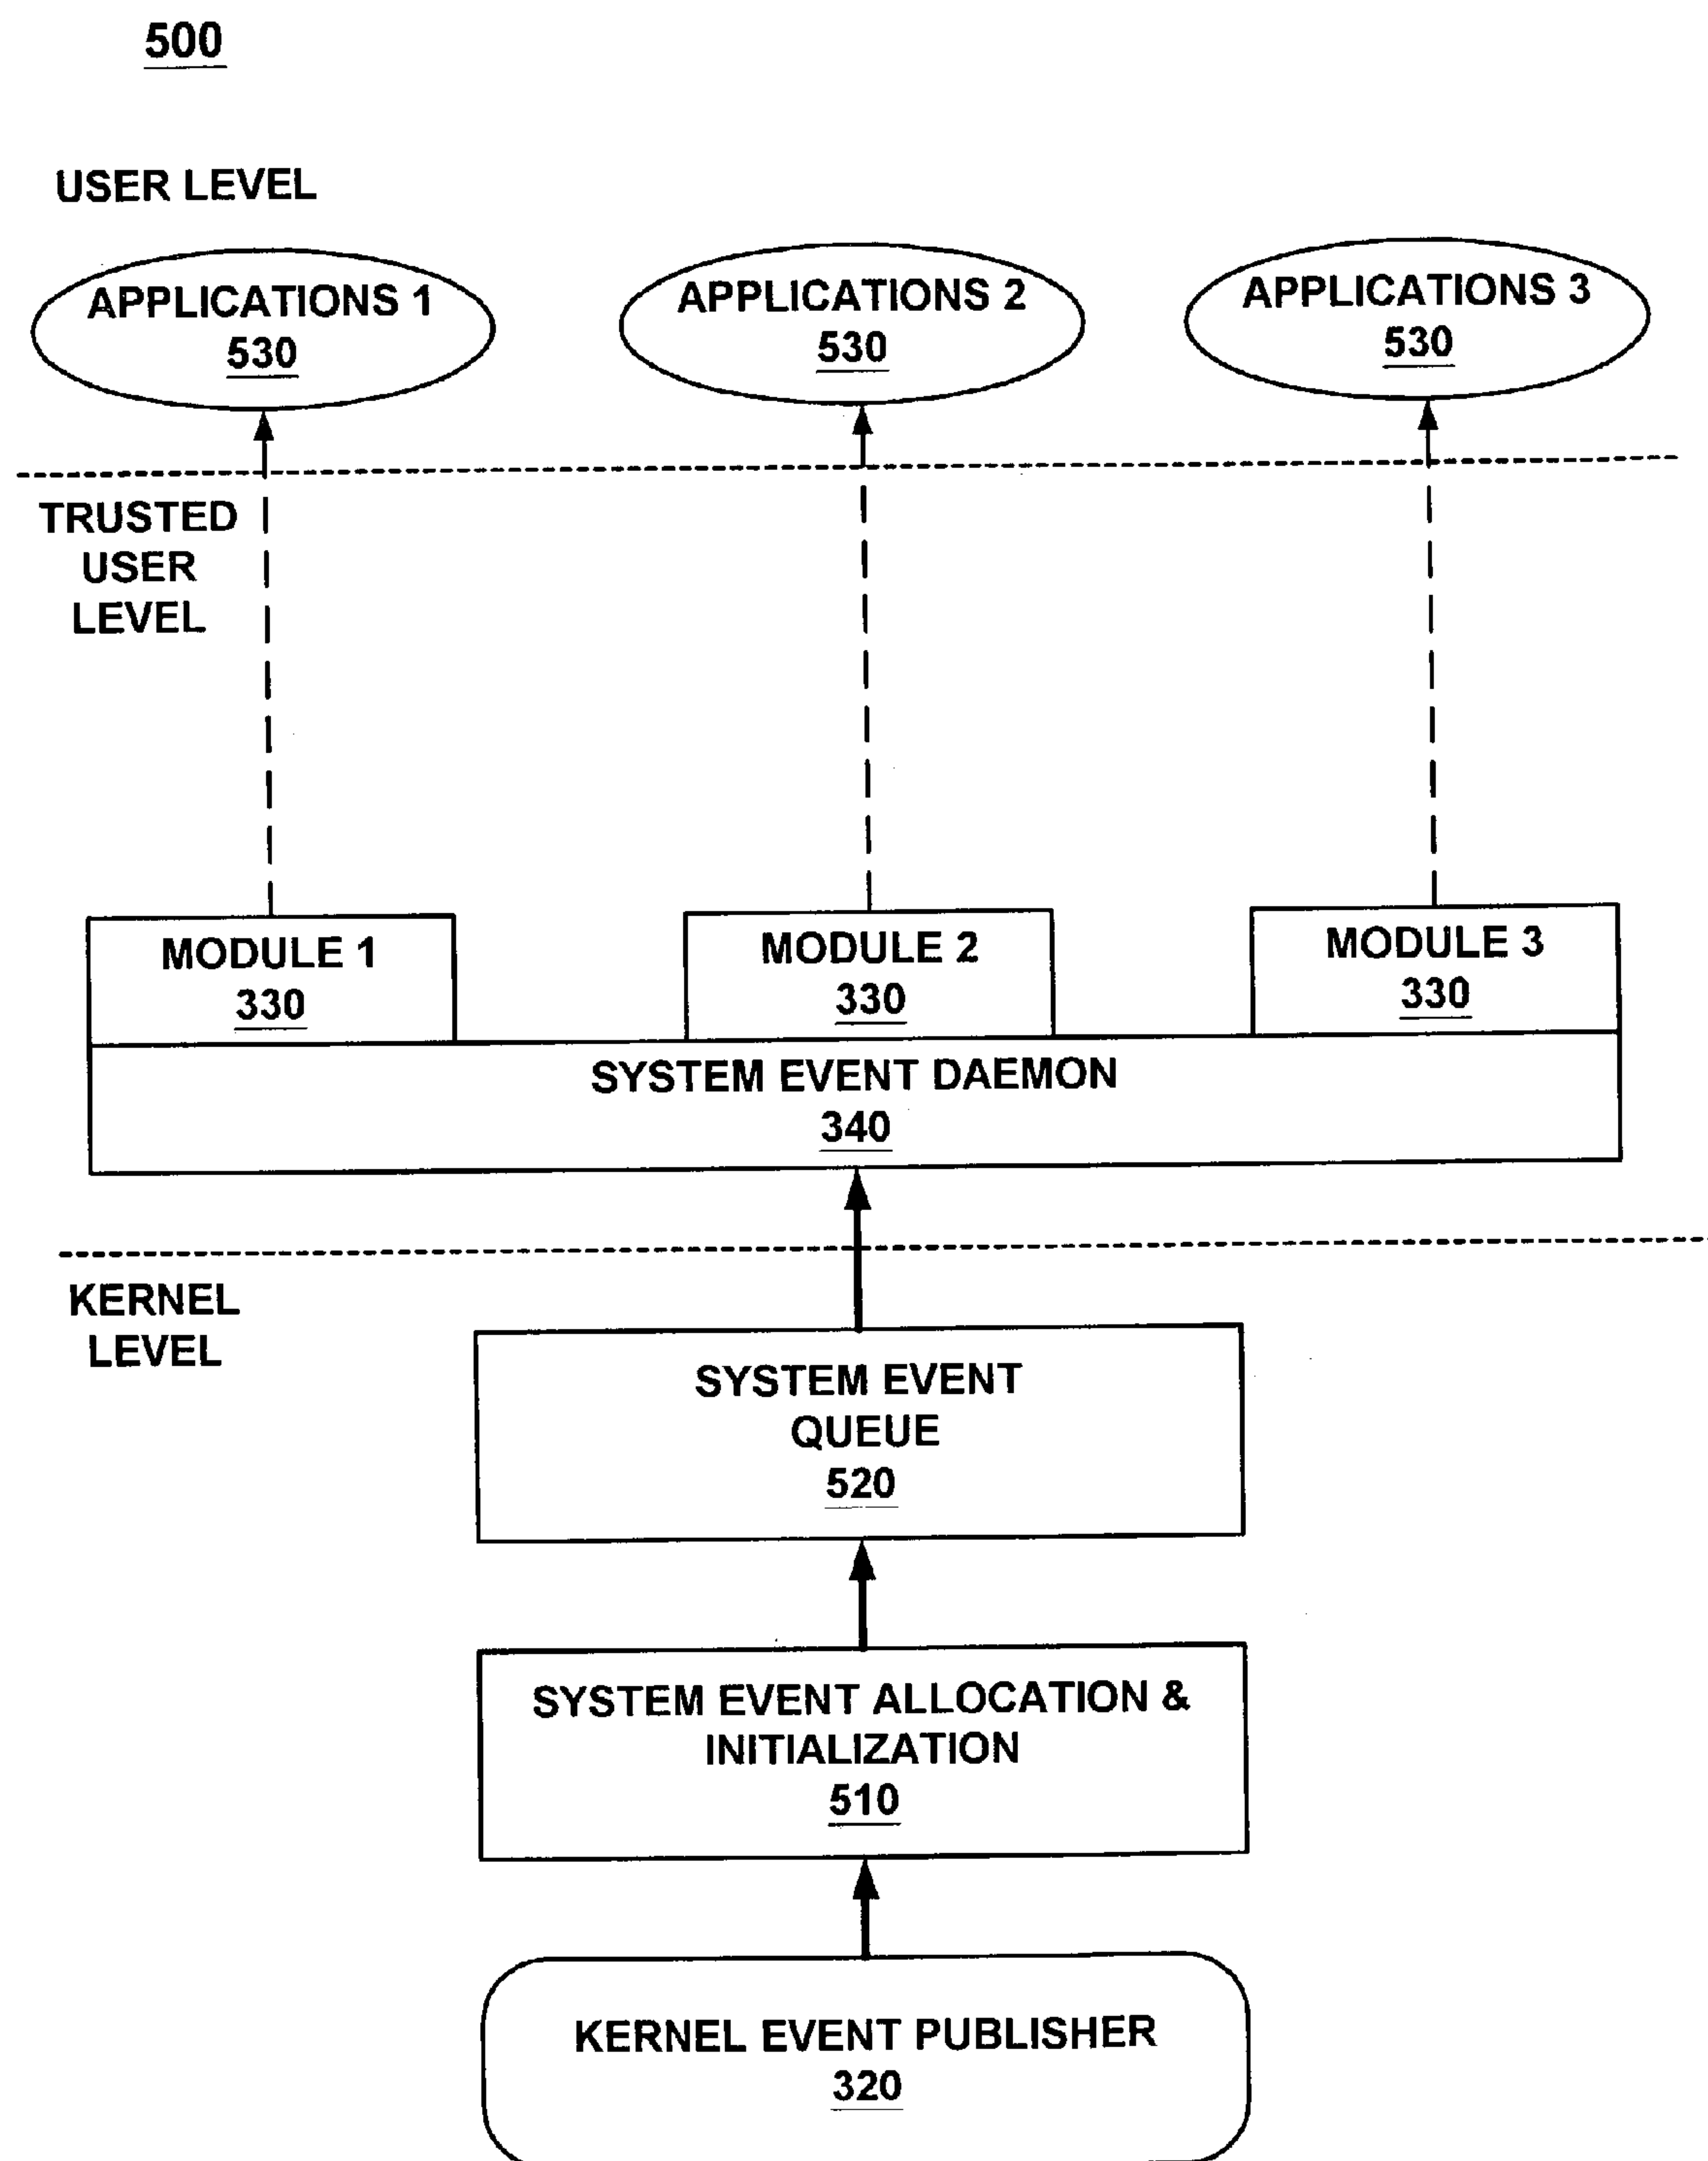 500
USER LEVEL
APPLICATIONS 1
530
APPLICATIONS 2
530
APPLICATIONS 3
530
TRUSTED
USER
LEVEL
MODULE 1
330
MODULE 2
330
MODULE 3
330
SYSTEM EVENT DAEMON
340
KERNEL
LEVEL
SYSTEM EVENT
QUEUE
520
SYSTEM EVENT ALLOCATION &
INITIALIZATION
510
KERNEL EVENT PUBLISHER
320